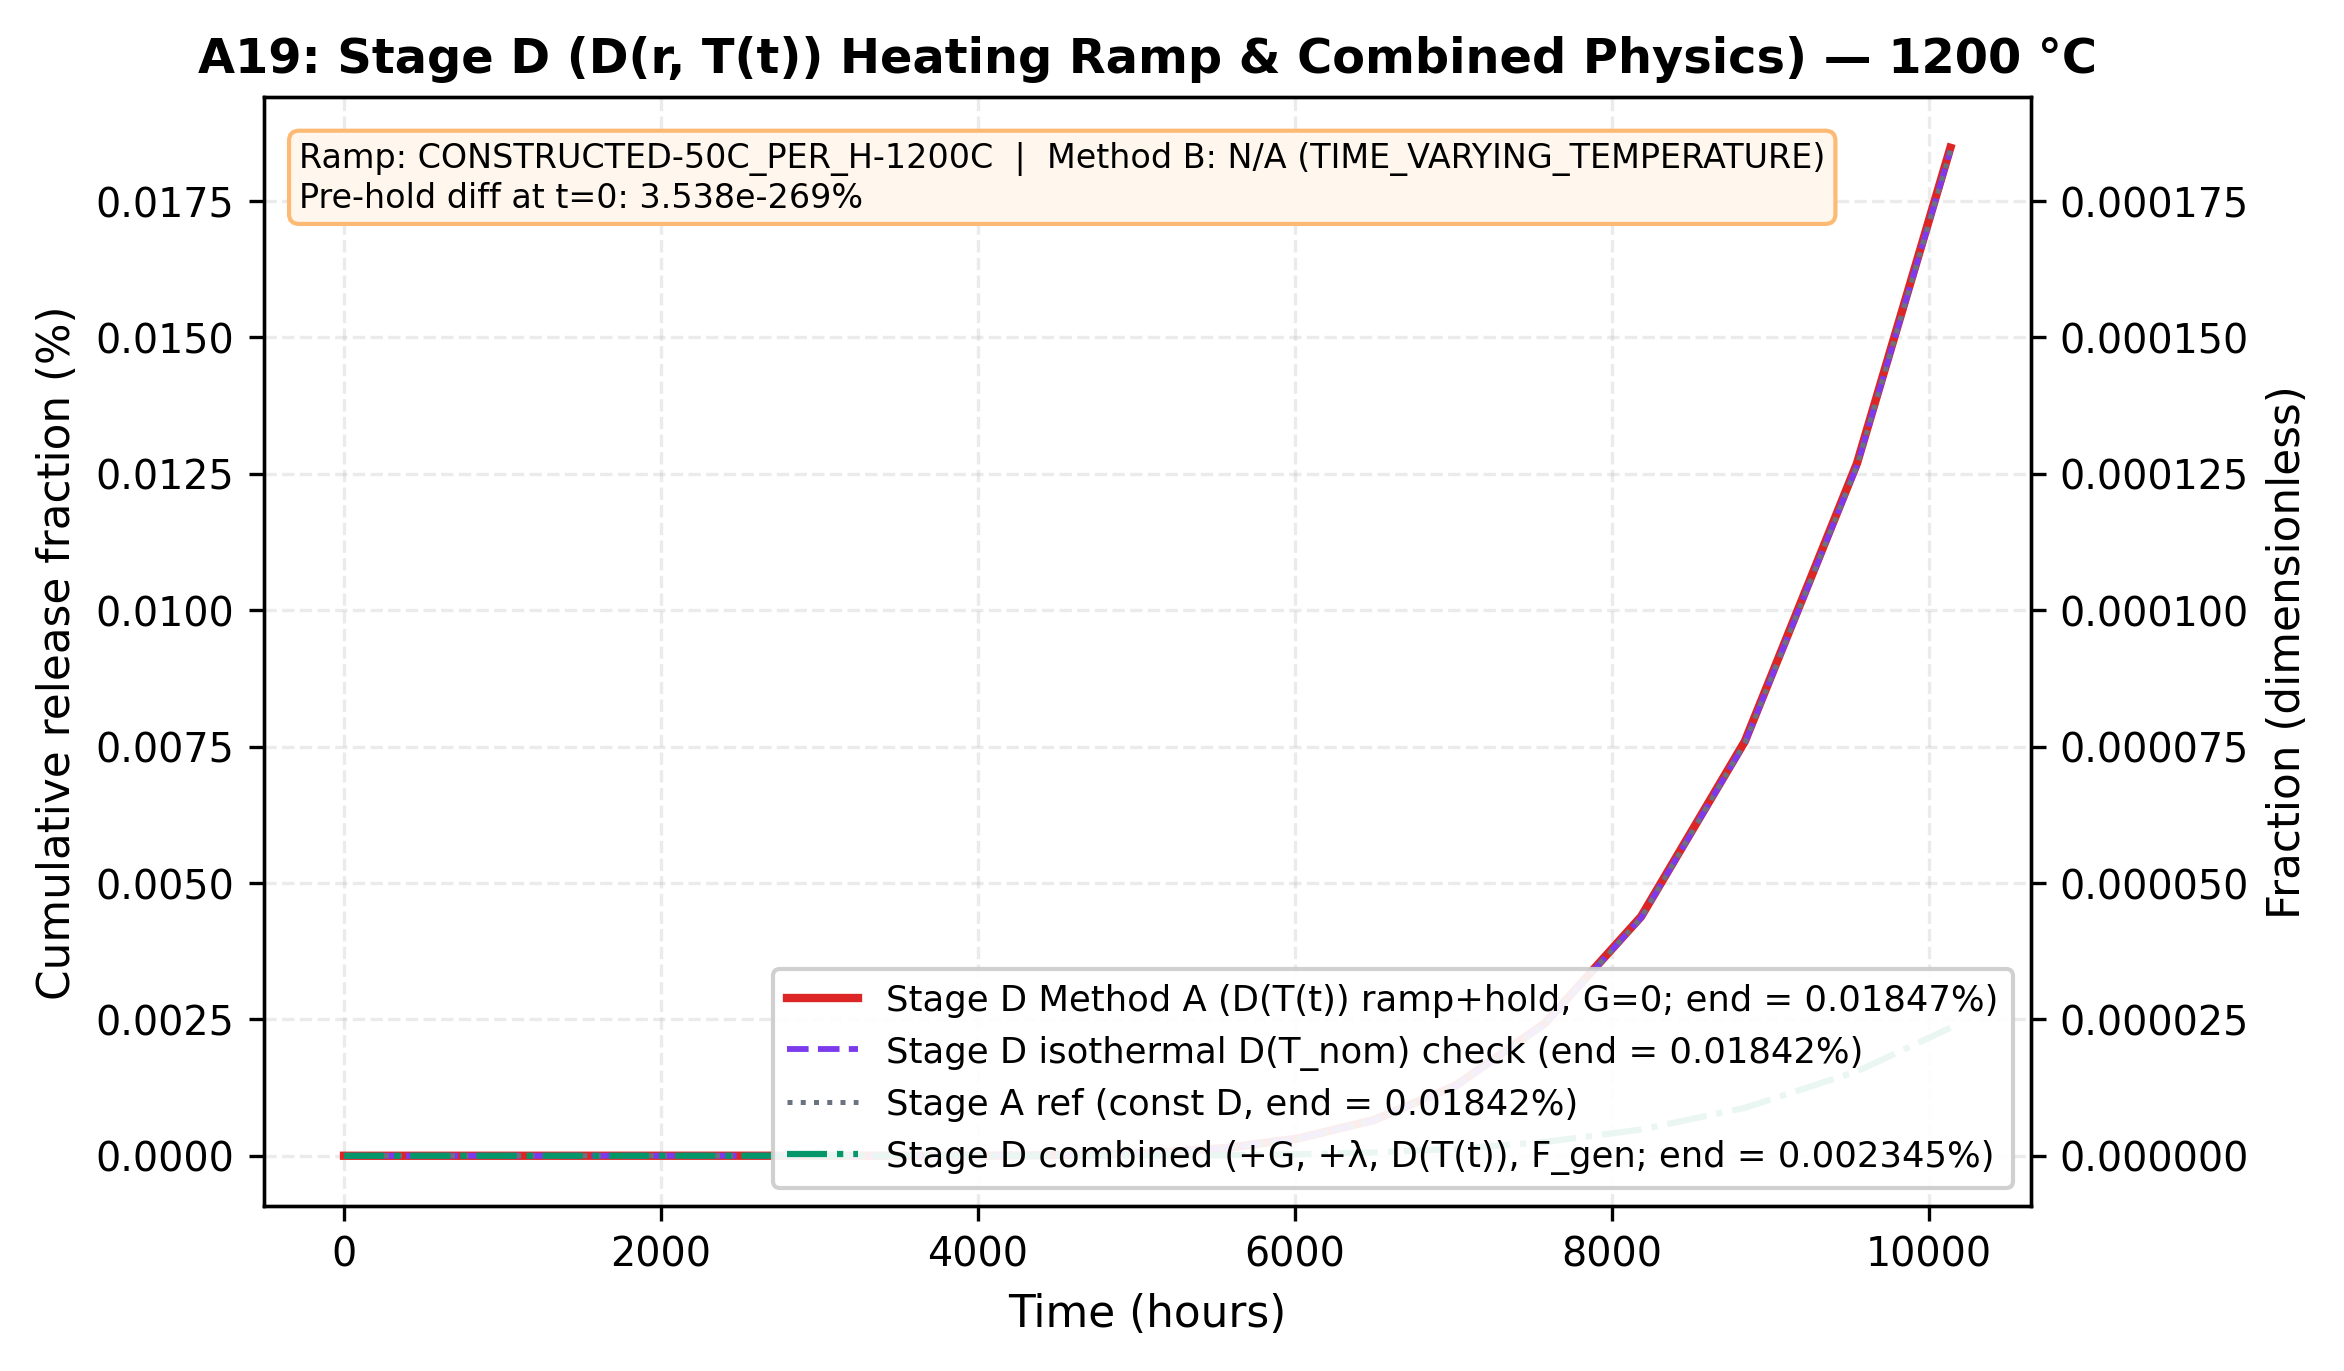 A19: Stage D (D(r, T(t)) Heating Ramp & Combined Physics) — 1200 °C
Ramp: CONSTRUCTED-50C_PER_H-1200C | Method B: N/A (TIME_VARYING_TEMPERATURE)
Pre-hold diff at t=0: 3.538e-269%
Cumulative release fraction (%)
0.0175
0.0150
0.0125
0.0100
0.0075
0.0050
0.0025
0.0000
0.000175
0.000150
0.000125
0.000100
0.000075
0.000050
0.000025
0.000000
Fraction (dimensionless)
Stage D Method A (D(T(t)) ramp+hold, G=0; end = 0.01847%)
Stage D isothermal D(T_nom) check (end = 0.01842%)
Stage A ref (const D, end = 0.01842%)
Stage D combined (+G, +λ, D(T(t)), F_gen; end = 0.002345%)
0
2000
4000
6000
8000
10000
Time (hours)